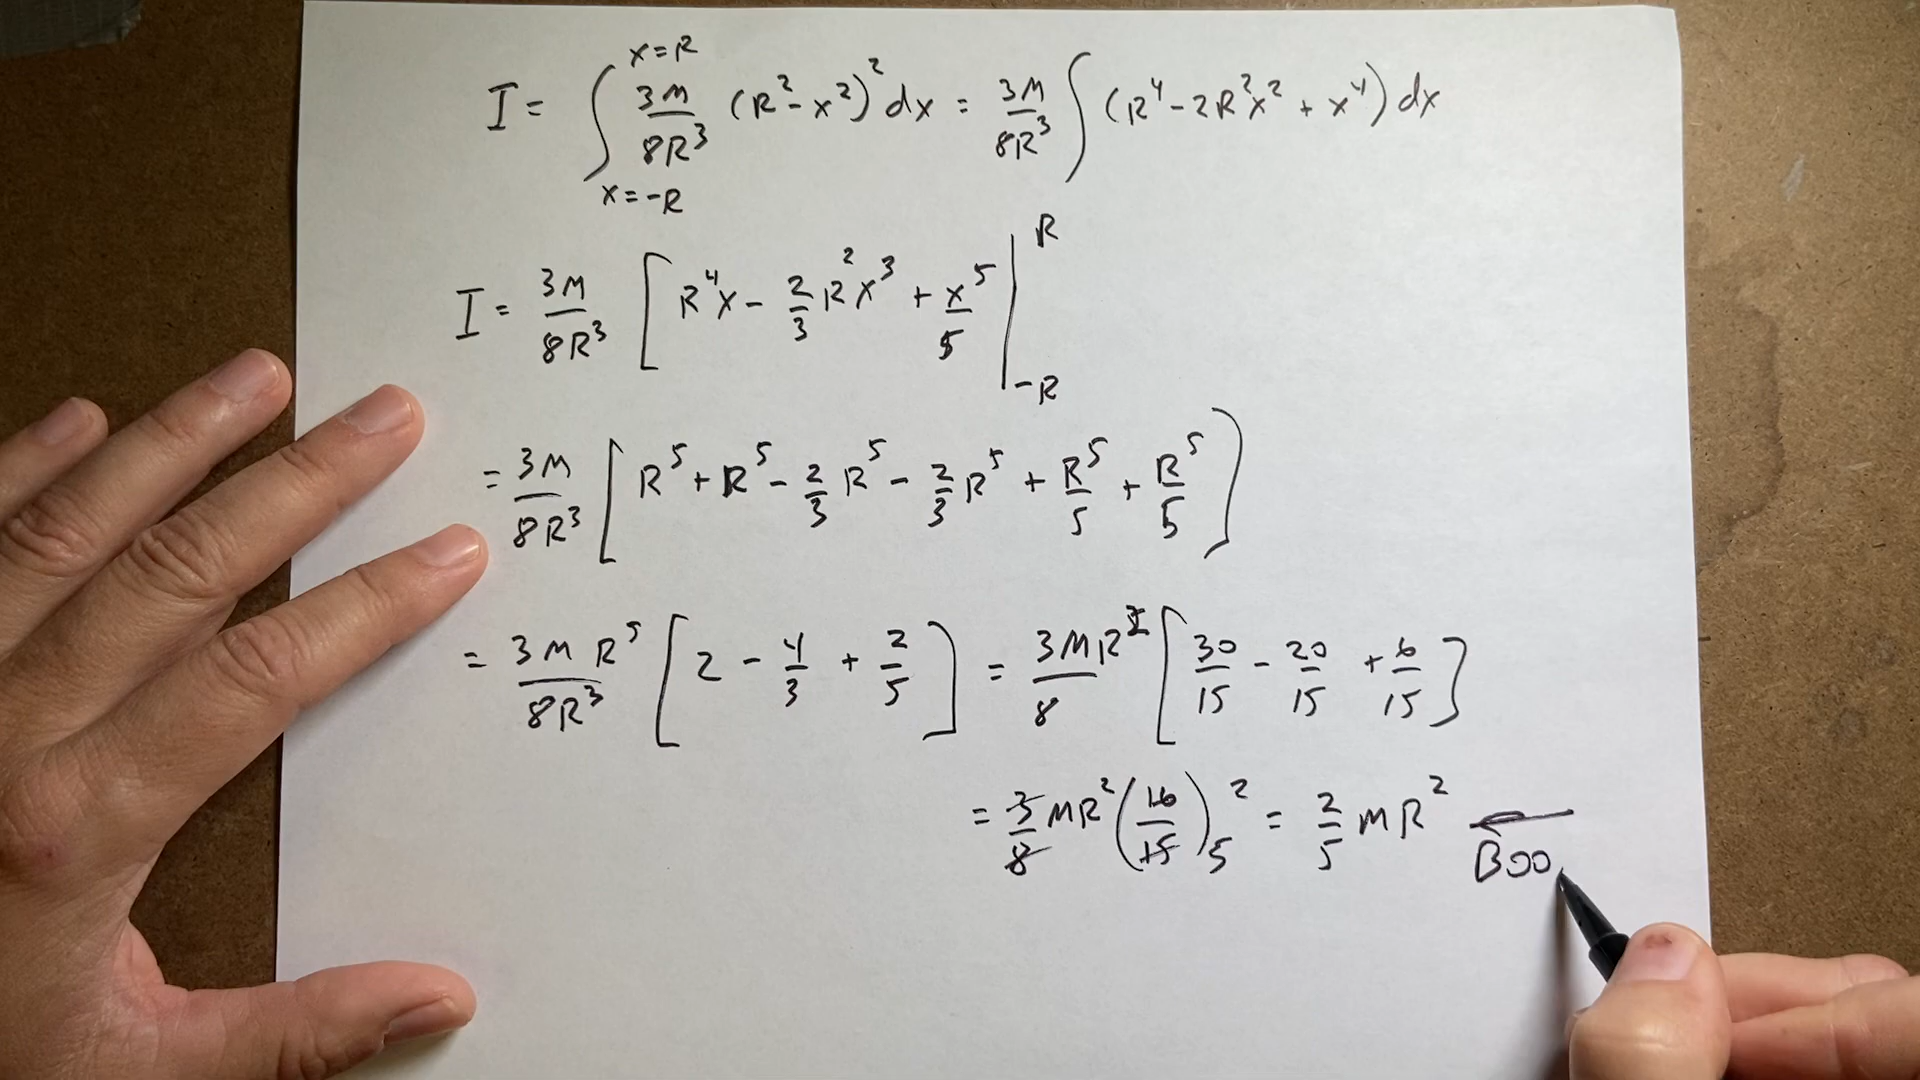 I = ∫_{x=-R}^{x=R} 3M/8R³ (R²-x²)² dx = 3M/8R³ ∫ (R⁴-2R²x² + x⁴) dx
I = 3M/8R³ [R⁴x - 2/3 R²x³ + x⁵/5 |_{-R}^{R}
= 3M/8R³ [R⁵ + R⁵ - 2/3 R⁵ - 2/3 R⁵ + R⁵/5 + R⁵/5]
= 3MR⁵/8R³ [2 - 4/3 + 2/5] = 3MR²/8 [30/15 - 20/15 + 6/15]
= 3/8 MR² (16/15) 2/5 = 2/5 MR²
Boo